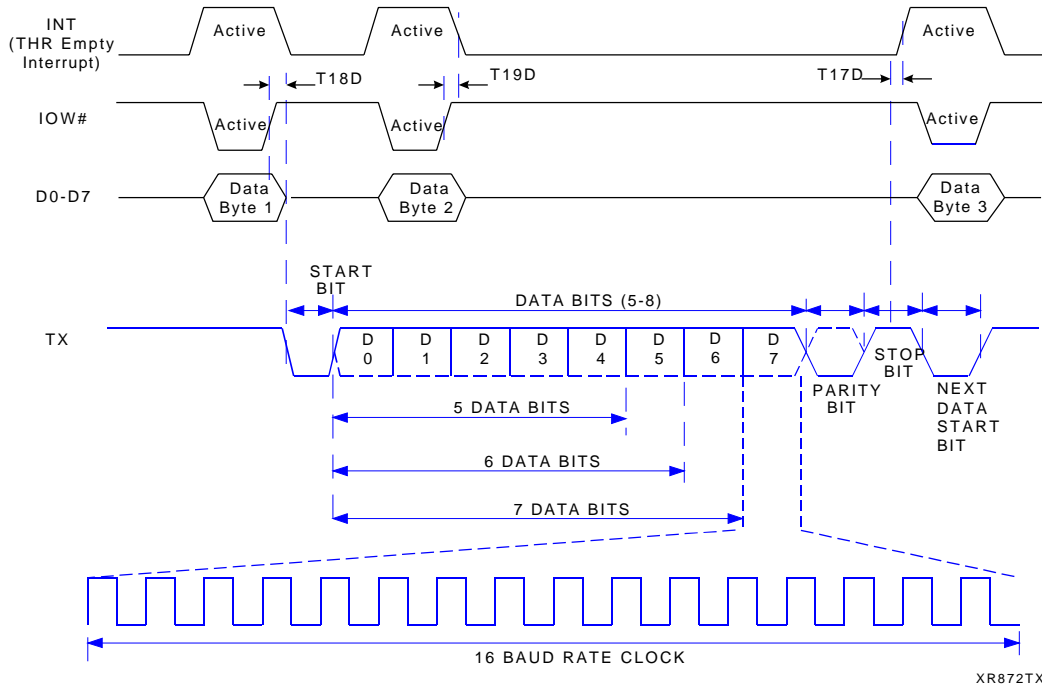 INT
(THR Empty
Interrupt)
Active
Active
Active
T18D
T19D
T17D
IOW#
Active
Active
Active
D0-D7
Data
Byte 1
Data
Byte 2
Data
Byte 3
START
BIT
DATA BITS (5-8)
TX
D
0
D
1
D
2
D
3
D
4
D
5
D
6
D
7
STOP
BIT
PARITY
BIT
NEXT
DATA
START
BIT
5 DATA BITS
6 DATA BITS
7 DATA BITS
16 BAUD RATE CLOCK
XR872TX